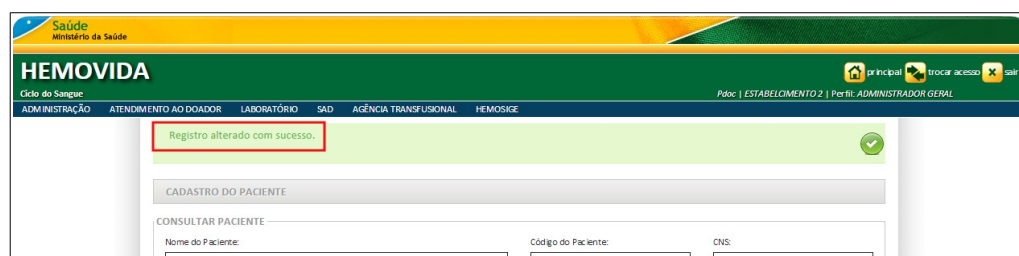 Saúde
Ministério da Saúde
HEMOVIDA
principal trocar acesso sair
Ciclo do Sangue
Pdoc | ESTABELCIMENTO 2 | Perfil: ADMINISTRADOR GERAL
ADMINISTRAÇÃO ATENDIMENTO AO DOADOR LABORATÓRIO SAD AGÊNCIA TRANSFUSIONAL HEMOSIGE
Registro alterado com sucesso.
CADASTRO DO PACIENTE
CONSULTAR PACIENTE
Nome do Paciente: Código do Paciente: CNS: